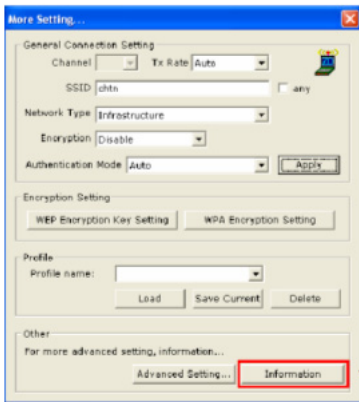 More Setting...
General Connection Setting
Channel Tx Rate Auto
SSID chtn any
Network Type Infrastructure
Encryption Disable
Authentication Mode Auto Apply
Encryption Setting
WEP Encryption Key Setting WPA Encryption Setting
Profile
Profile name:
Load Save Current Delete
Other
For more advanced setting, information...
Advanced Setting... Information